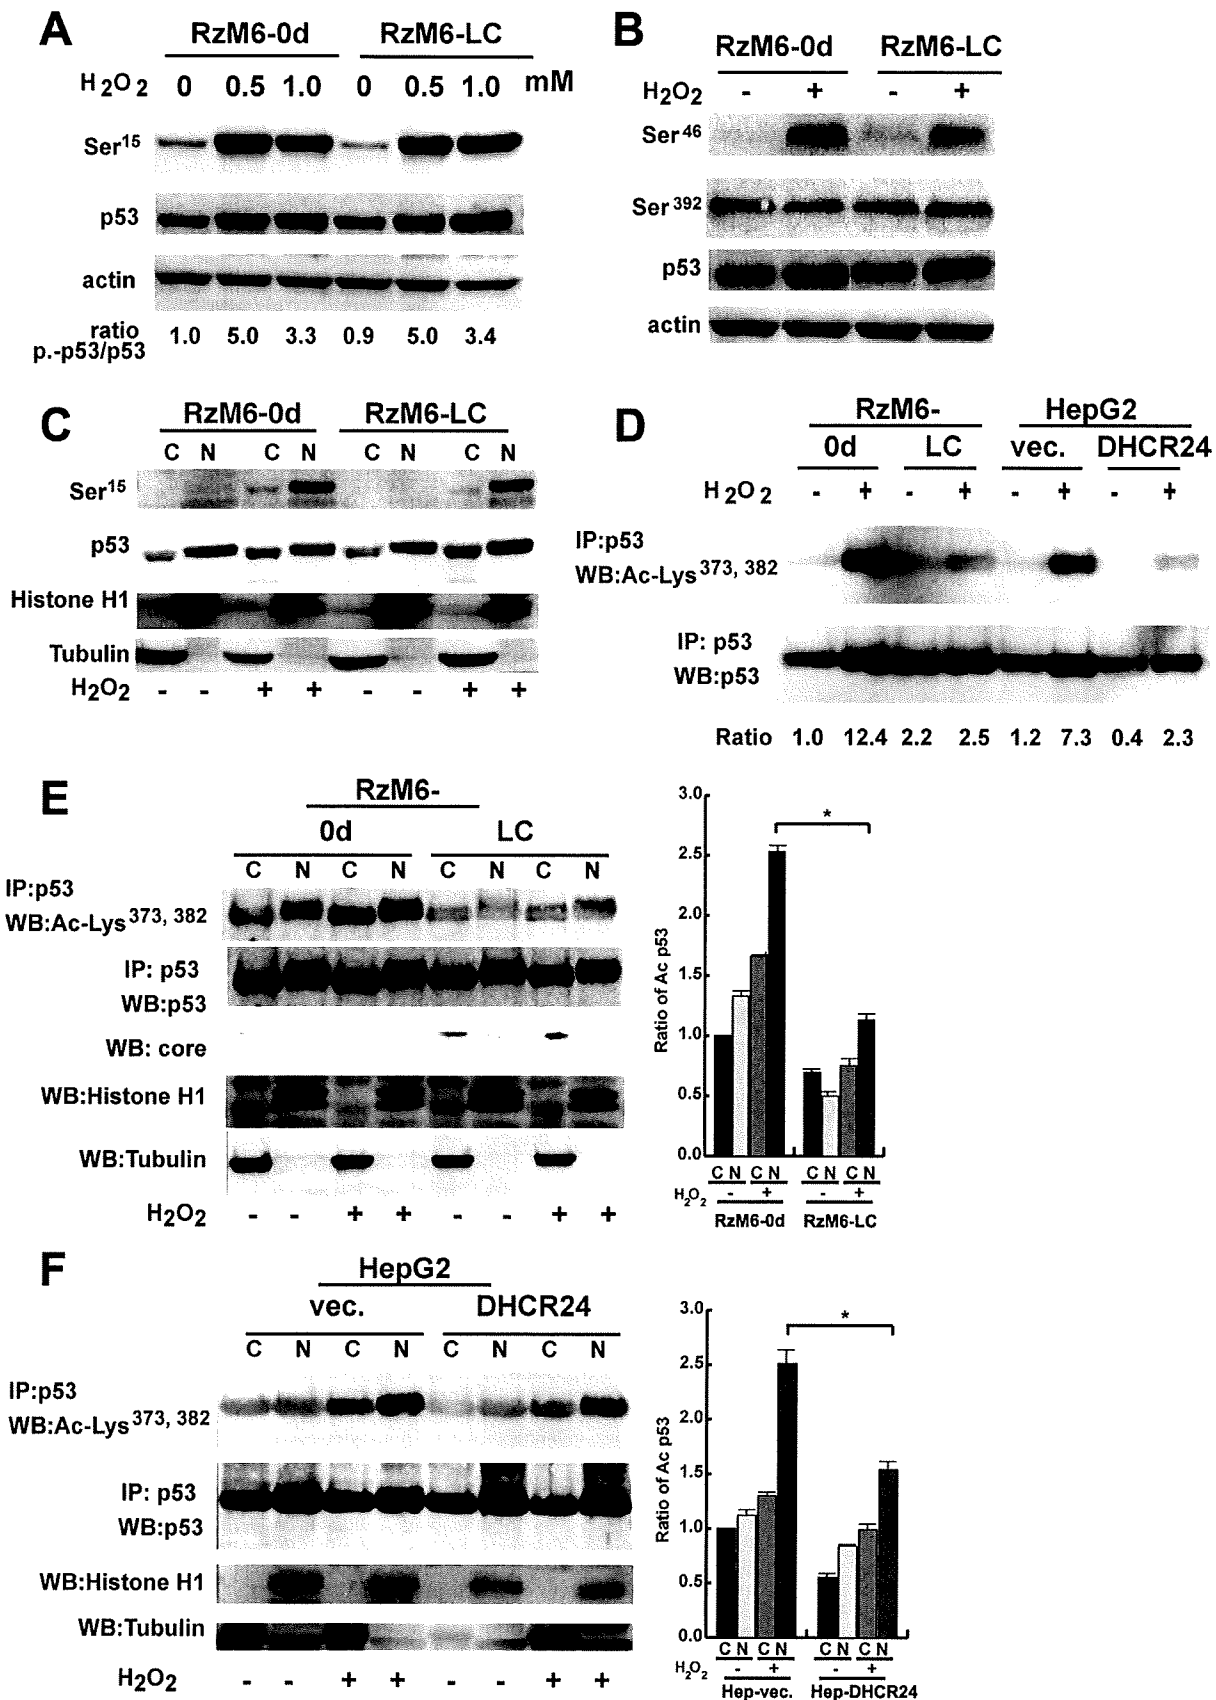 A
RzM6-0d RzM6-LC
H2O2 0 0.5 1.0 0 0.5 1.0 mM
Ser15
p53
actin
ratio
p.-p53/p53 1.0 5.0 3.3 0.9 5.0 3.4
B
RzM6-0d RzM6-LC
H2O2 - + - +
Ser46
Ser392
p53
actin
C
RzM6-0d RzM6-LC
C N C N C N C N
Ser15
p53
Histone H1
Tubulin
H2O2 - - + + - - + +
D
RzM6- HepG2
0d LC vec. DHCR24
H2O2 - + - + - + - +
IP:p53
WB:Ac-Lys373, 382
IP: p53
WB:p53
Ratio 1.0 12.4 2.2 2.5 1.2 7.3 0.4 2.3
E
RzM6-
0d LC
C N C N C N C N
IP:p53
WB:Ac-Lys373, 382
IP: p53
WB:p53
WB: core
WB:Histone H1
WB:Tubulin
H2O2 - - + + - - + +
Ratio of Ac p53
3.0
2.5
2.0
1.5
1.0
0.5
0.0
*
C N C N C N C N
H2O2 - + - +
RzM6-0d RzM6-LC
F
HepG2
vec. DHCR24
C N C N C N C N
IP:p53
WB:Ac-Lys373, 382
IP: p53
WB:p53
WB:Histone H1
WB:Tubulin
H2O2 - - + + - - + +
Ratio of Ac p53
3.0
2.5
2.0
1.5
1.0
0.5
0.0
*
C N C N C N C N
H2O2 - + - +
Hep-vec. Hep-DHCR24